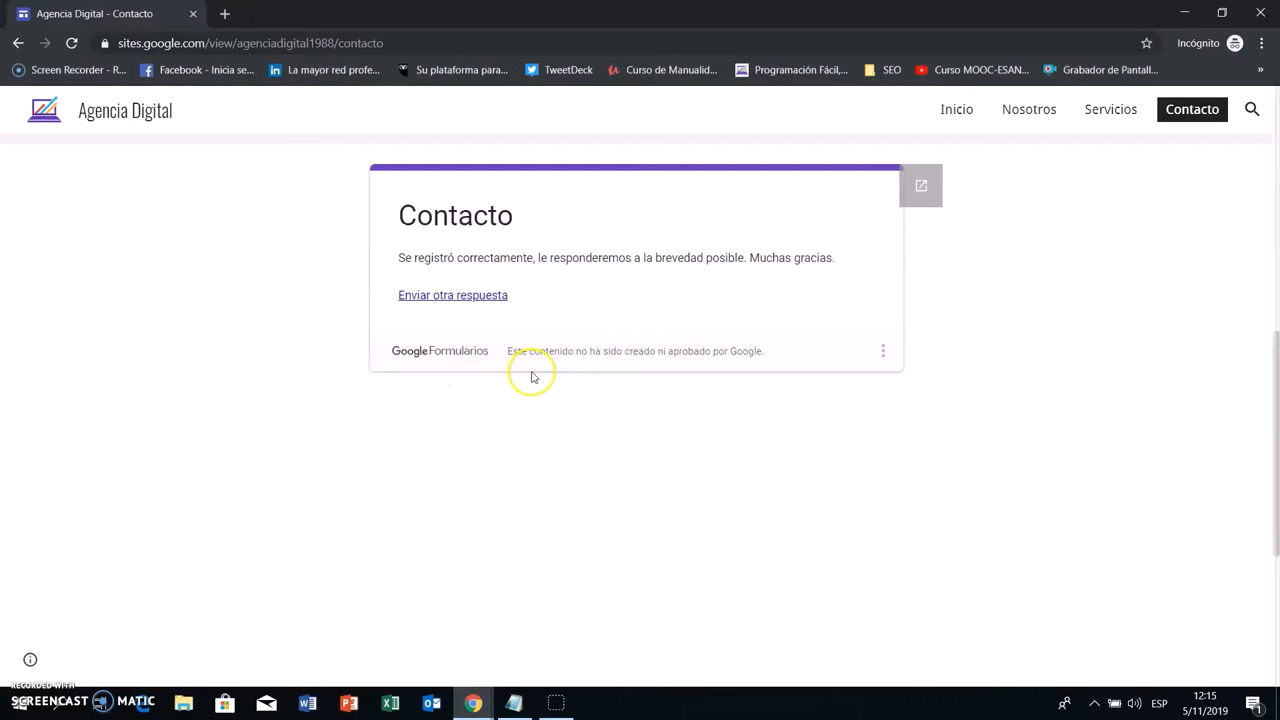 Agencia Digital - Contacto
sites.google.com/view/agenciadigital1988/contacto
Incógnito
Screen Recorder - R...
Facebook - Inicia se...
La mayor red profe...
Su plataforma para...
TweetDeck
Curso de Manualid...
Programación Fácil,...
SEO
Curso MOOC-ESAN...
Grabador de Pantall...
»
Agencia Digital
Inicio
Nosotros
Servicios
Contacto
Contacto
Se registró correctamente, le responderemos a la brevedad posible. Muchas gracias.
Enviar otra respuesta
Google Formularios
Este contenido no ha sido creado ni aprobado por Google.
RECORDED WITH
SCREENCAST MATIC
ESP
12:15
5/11/2019
1